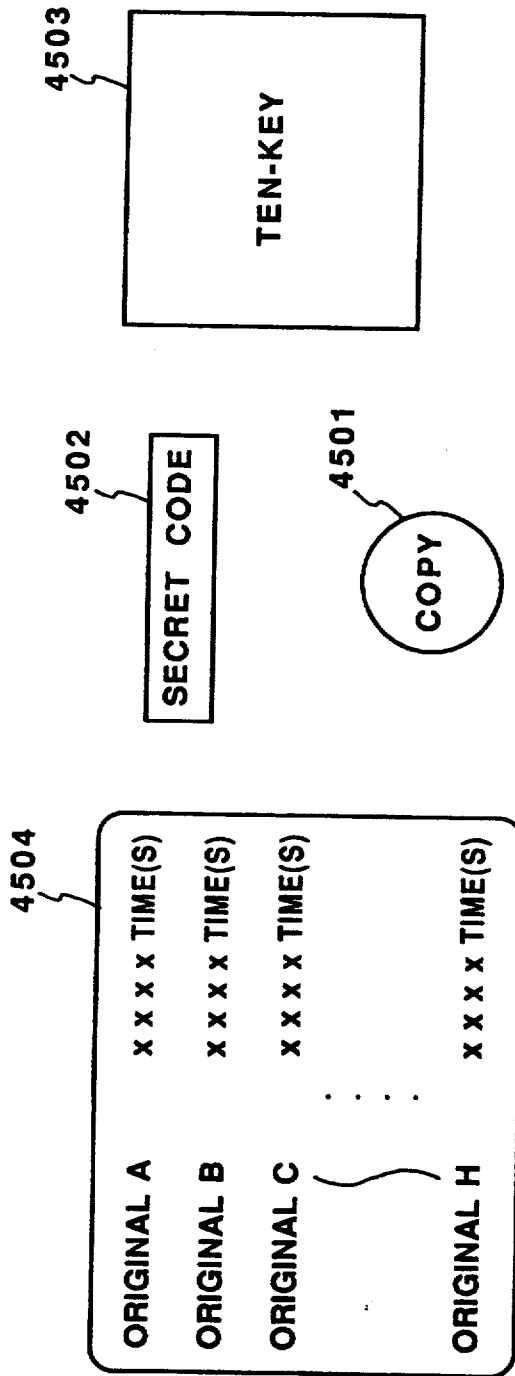 4504
ORIGINAL A x x x x TIME(S)
ORIGINAL B x x x x TIME(S)
ORIGINAL C x x x x TIME(S)
. . . .
ORIGINAL H x x x x TIME(S)
4502
SECRET CODE
4501
COPY
4503
TEN-KEY